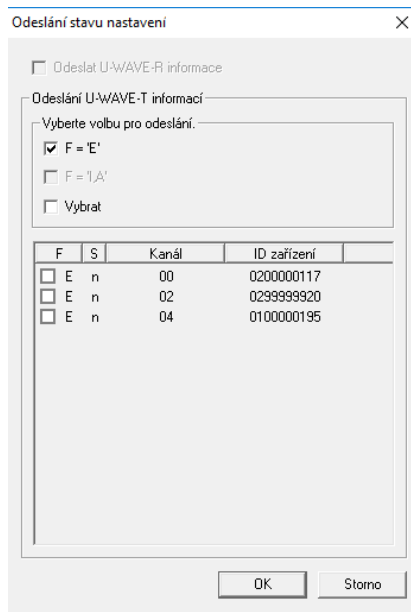 Odeslání stavu nastavení
Odeslat U-WAVE-R informace
Odeslání U-WAVE-T informací
Vyberte volbu pro odeslání.
F = 'E'
F = 'I,A'
Vybrat
F S Kanál ID zařízení
E n 00 0200000117
E n 02 0299999920
E n 04 0100000195
OK Storno